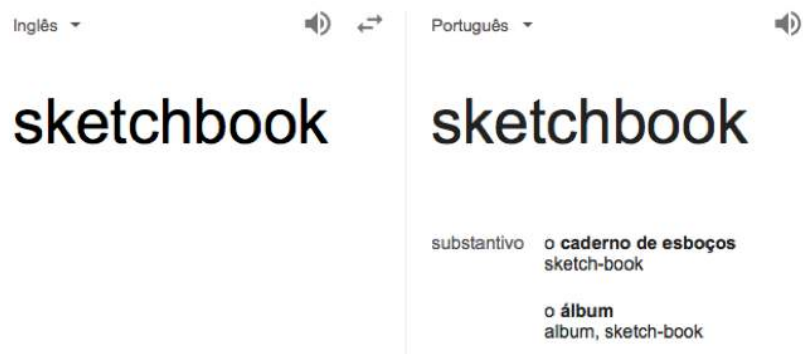 Inglês
sketchbook
Português
sketchbook
substantivo o caderno de esboços
sketch-book
o álbum
album, sketch-book